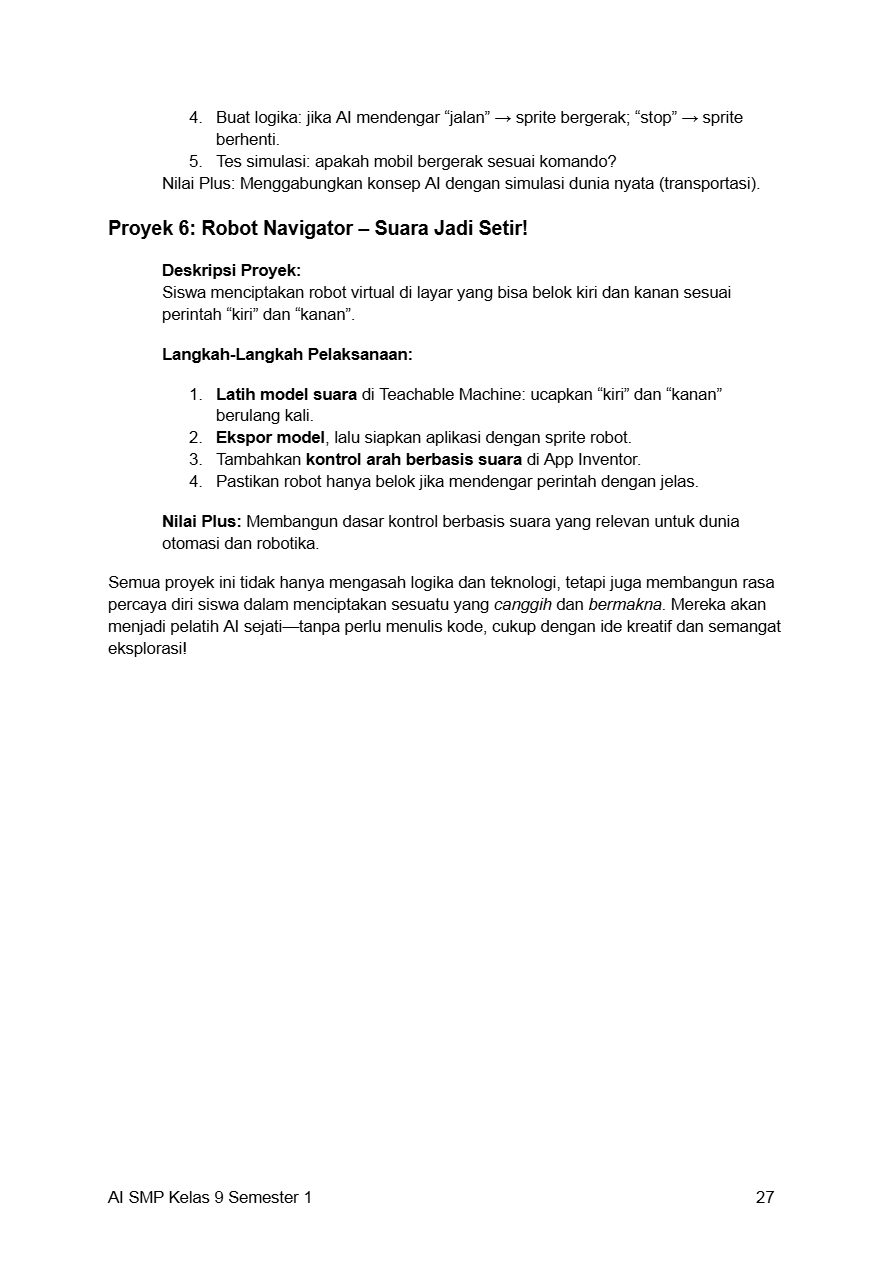 4. Buat logika: jika AI mendengar “jalan” → sprite bergerak; “stop” → sprite
berhenti.
5. Tes simulasi: apakah mobil bergerak sesuai komando?
Nilai Plus: Menggabungkan konsep AI dengan simulasi dunia nyata (transportasi).
Proyek 6: Robot Navigator – Suara Jadi Setir!
Deskripsi Proyek:
Siswa menciptakan robot virtual di layar yang bisa belok kiri dan kanan sesuai
perintah “kiri” dan “kanan”.
Langkah-Langkah Pelaksanaan:
1. Latih model suara di Teachable Machine: ucapkan “kiri” dan “kanan”
berulang kali.
2. Ekspor model, lalu siapkan aplikasi dengan sprite robot.
3. Tambahkan kontrol arah berbasis suara di App Inventor.
4. Pastikan robot hanya belok jika mendengar perintah dengan jelas.
Nilai Plus: Membangun dasar kontrol berbasis suara yang relevan untuk dunia
otomasi dan robotika.
Semua proyek ini tidak hanya mengasah logika dan teknologi, tetapi juga membangun rasa
percaya diri siswa dalam menciptakan sesuatu yang canggih dan bermakna. Mereka akan
menjadi pelatih AI sejati—tanpa perlu menulis kode, cukup dengan ide kreatif dan semangat
eksplorasi!
AI SMP Kelas 9 Semester 1 27